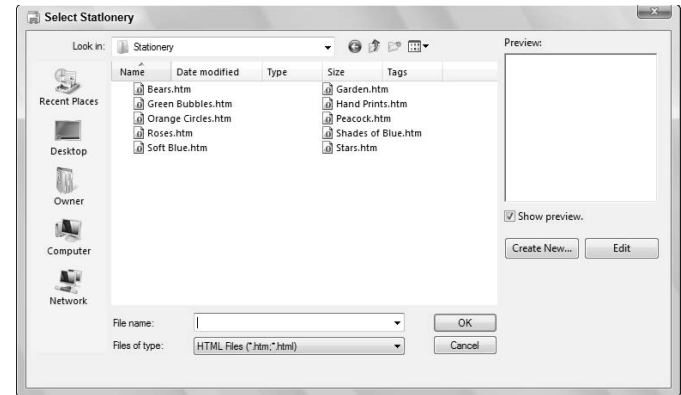 Select Stationery
Look in: Stationery
Preview:
Name Date modified Type Size Tags
Bears.htm Garden.htm
Green Bubbles.htm Hand Prints.htm
Orange Circles.htm Peacock.htm
Roses.htm Shades of Blue.htm
Soft Blue.htm Stars.htm
Recent Places
Desktop
Owner
Computer
Network
Show preview.
Create New... Edit
File name: OK
Files of type: HTML Files (*.htm;*.html) Cancel